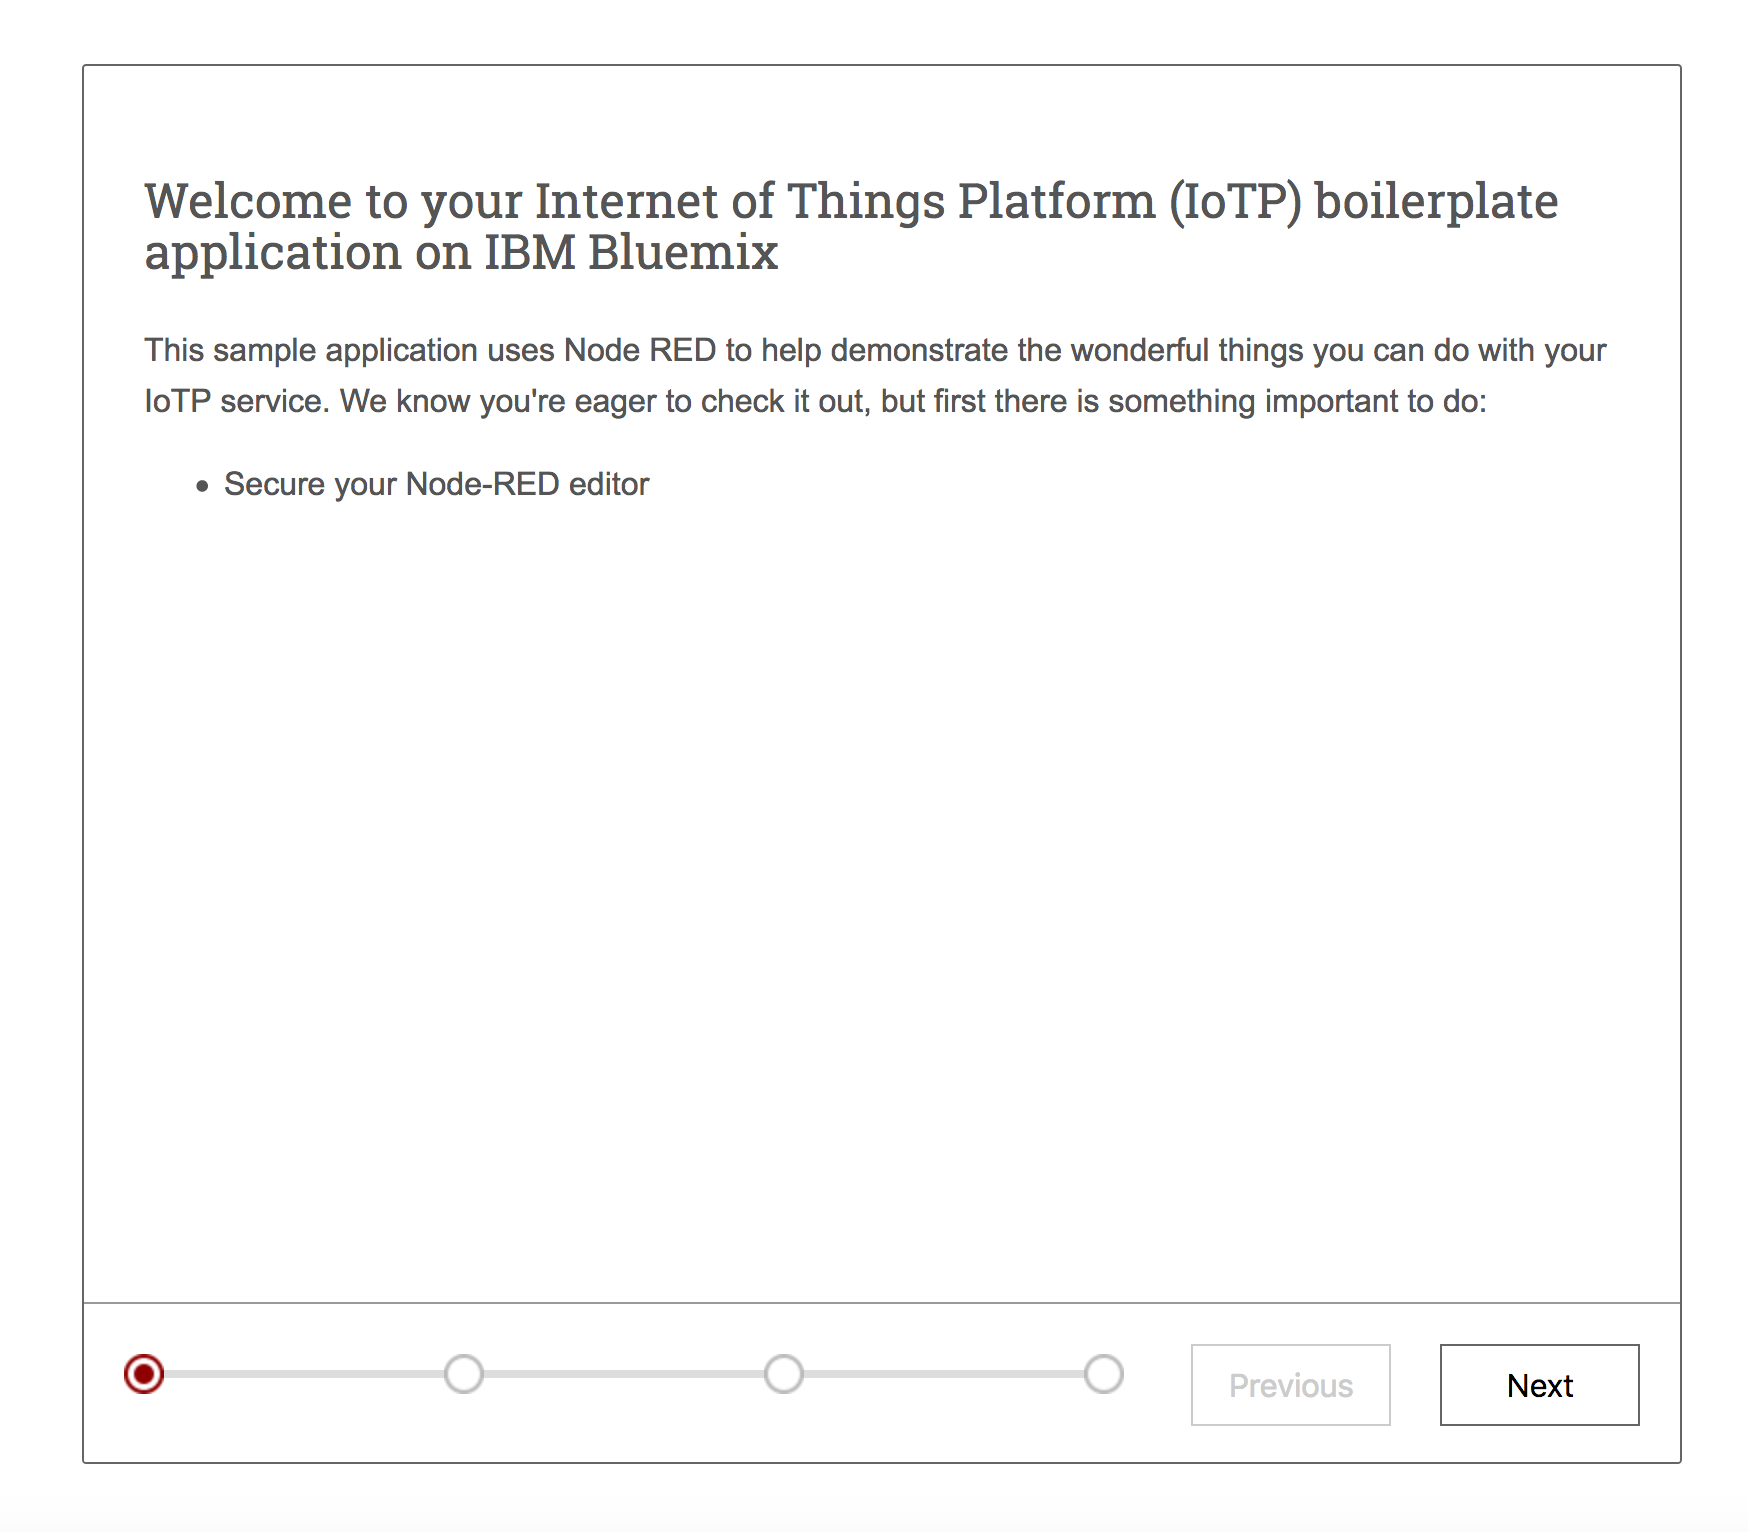 Welcome to your Internet of Things Platform (IoTP) boilerplate
application on IBM Bluemix
This sample application uses Node RED to help demonstrate the wonderful things you can do with your
IoTP service. We know you're eager to check it out, but first there is something important to do:
• Secure your Node-RED editor
Previous
Next